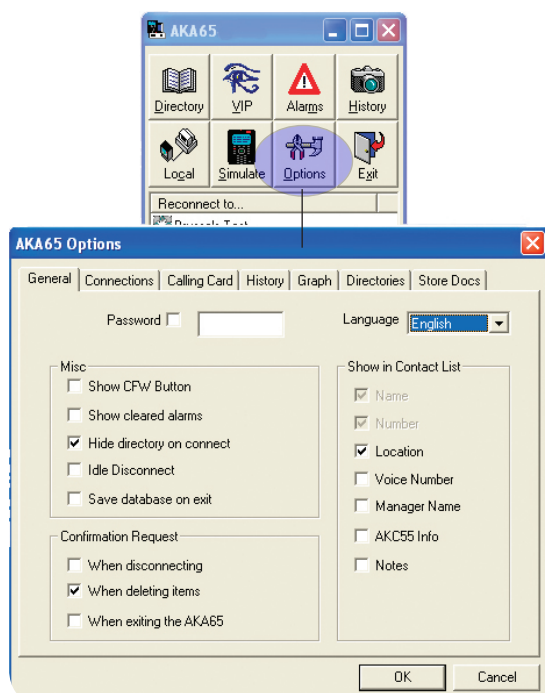 AKA65
Directory VIP Alarms History
Local Simulate Options Exit
Reconnect to...
AKA65 Options
General Connections Calling Card History Graph Directories Store Docs
Password Language English
Misc
Show CFW Button
Show cleared alarms
Hide directory on connect
Idle Disconnect
Save database on exit
Confirmation Request
When disconnecting
When deleting items
When exiting the AKA65
Show in Contact List
Name
Number
Location
Voice Number
Manager Name
AKC55 Info
Notes
OK Cancel